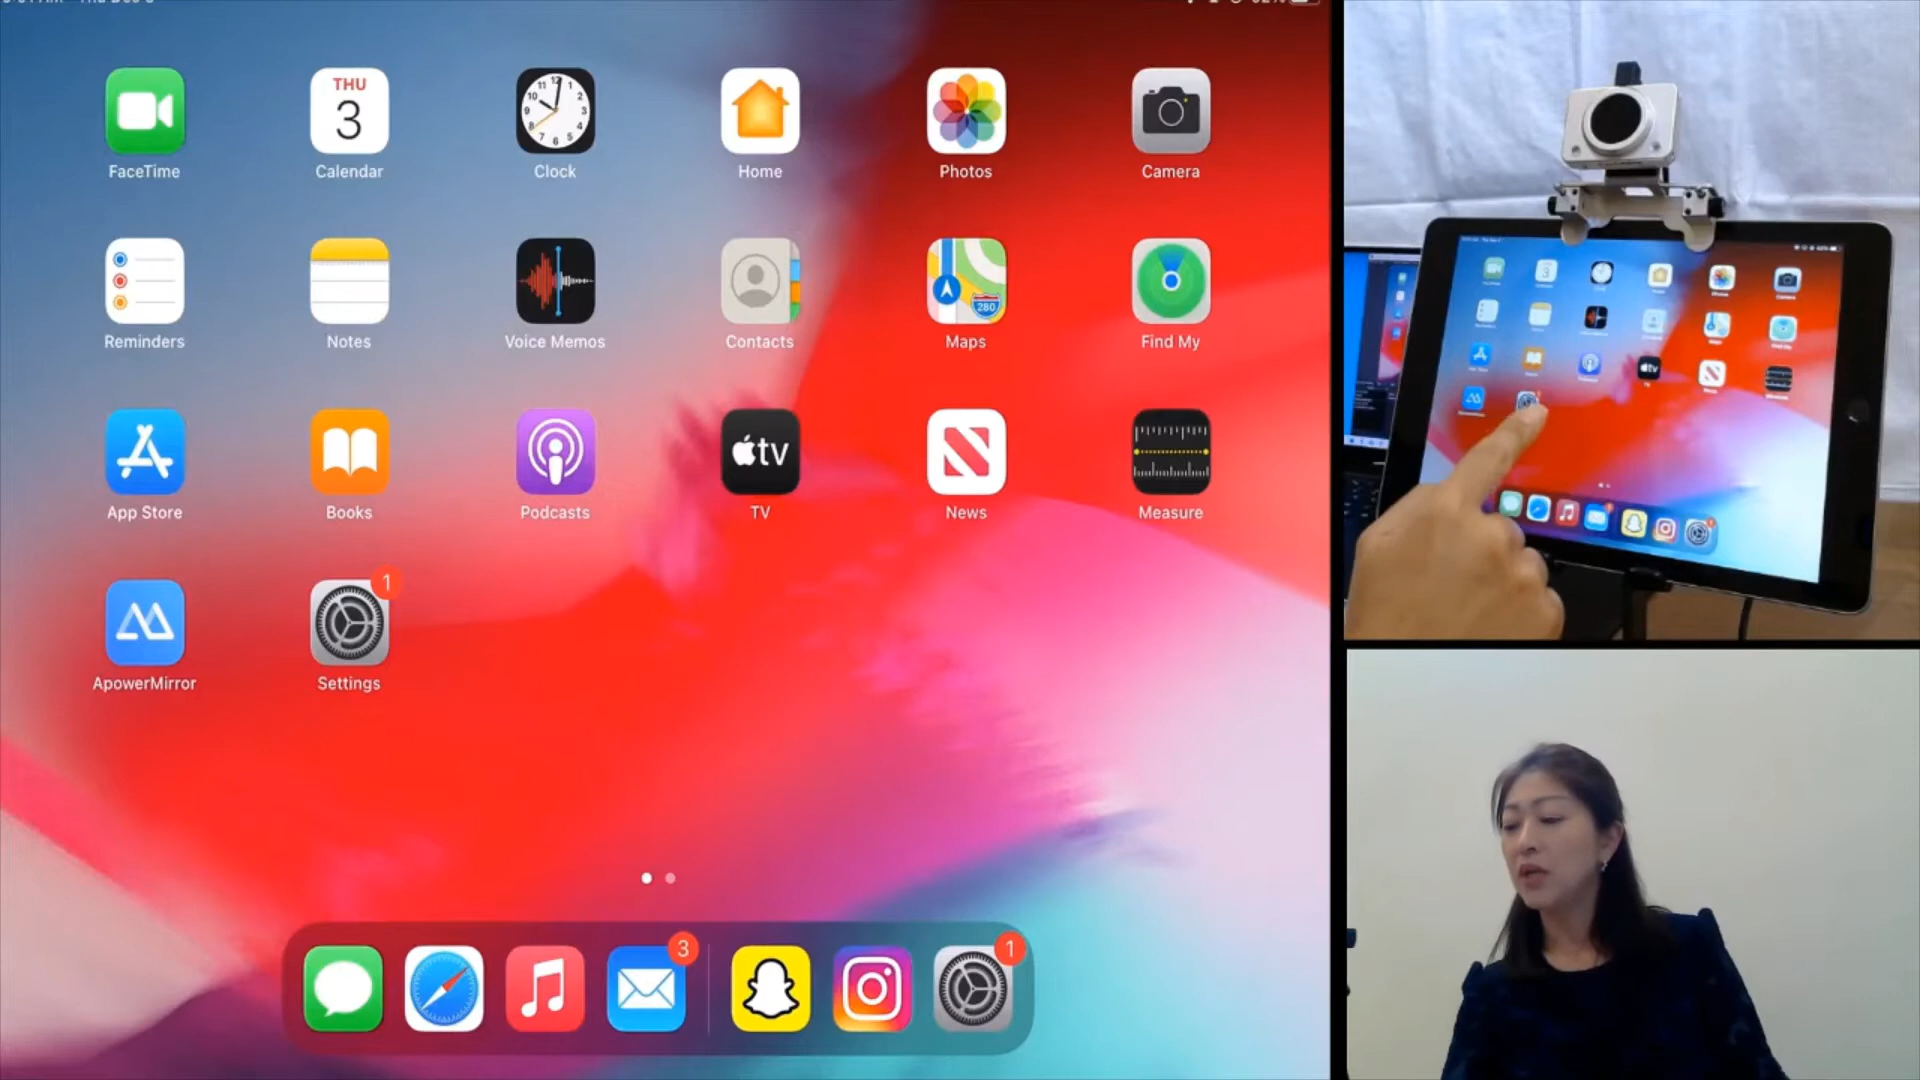 THU
3
FaceTime
Calendar
Clock
Home
Photos
Camera
280
Reminders
Notes
Voice Memos
Contacts
Maps
Find My
tv
App Store
Books
Podcasts
TV
News
Measure
1
ApowerMirror
Settings
3
1